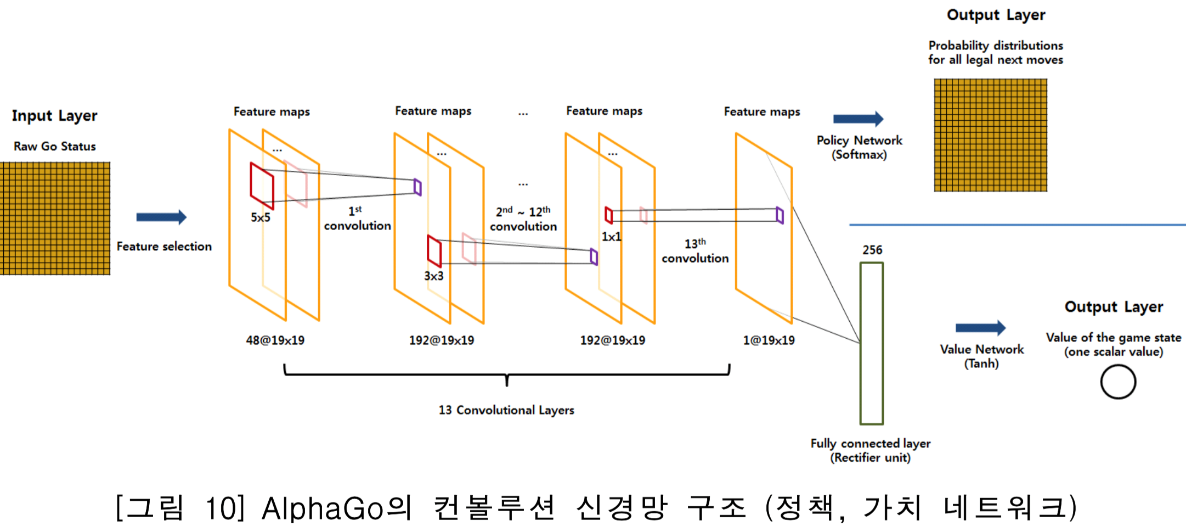 Input Layer
Raw Go Status
Feature selection
Feature maps
...
5x5
1st
convolution
48@19x19
Feature maps
...
3x3
192@19x19
...
...
2nd ~ 12th
convolution
Feature maps
...
1x1
192@19x19
13th
convolution
Feature maps
1@19x19
13 Convolutional Layers
Policy Network
(Softmax)
Output Layer
Probability distributions
for all legal next moves
256
Fully connected layer
(Rectifier unit)
Value Network
(Tanh)
Output Layer
Value of the game state
(one scalar value)
[그림 10] AlphaGo의 컨볼루션 신경망 구조 (정책, 가치 네트워크)